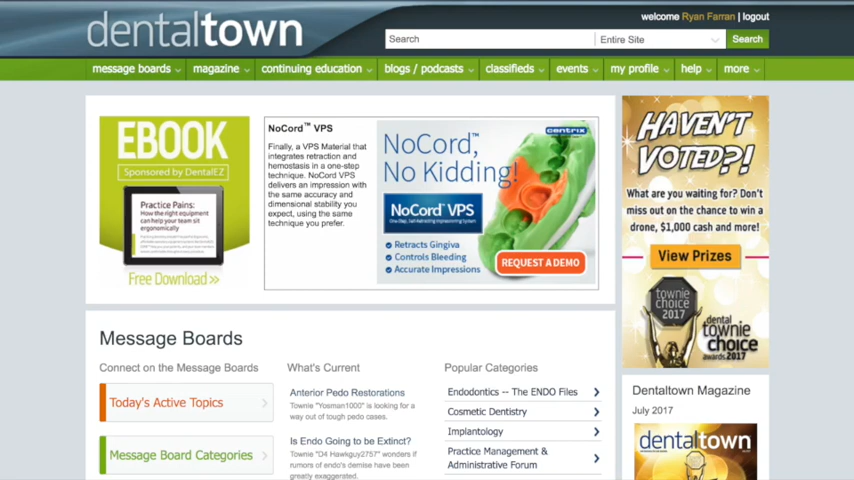 dentaltown
welcome Ryan Farran | logout
Search
Entire Site
Search
message boards
magazine
continuing education
blogs / podcasts
classifieds
events
my profile
help
more
EBOOK
Sponsored by DentalEZ
Practice Pains:
How the right equipment
can help your team sit
ergonomically
Free Download >>
NoCord™ VPS
Finally, a VPS Material that
integrates retraction and
hemostasis in a one-step
technique. NoCord VPS
delivers an impression with
the same accuracy and
dimensional stability you
expect, using the same
technique you prefer.
centrix
NoCord,™
No Kidding!
NoCord™ VPS
One-Step, Self-Retracting Impressioning System
Retracts Gingiva
Controls Bleeding
Accurate Impressions
REQUEST A DEMO
HAVEN'T
VOTED?!
What are you waiting for? Don't
miss out on the chance to win a
drone, $1,000 cash and more!
View Prizes
townie
choice
2017
dental
townie
choice
awards 2017
Message Boards
Connect on the Message Boards
Today's Active Topics
Message Board Categories
What's Current
Anterior Pedo Restorations
Townie "Yosman1000" is looking for a
way out of tough pedo cases.
Is Endo Going to be Extinct?
Townie "D4 Hawkguy2757" wonders if
rumors of endo's demise have been
greatly exaggerated.
Popular Categories
Endodontics -- The ENDO Files
Cosmetic Dentistry
Implantology
Practice Management &
Administrative Forum
Dentaltown Magazine
July 2017
dentaltown